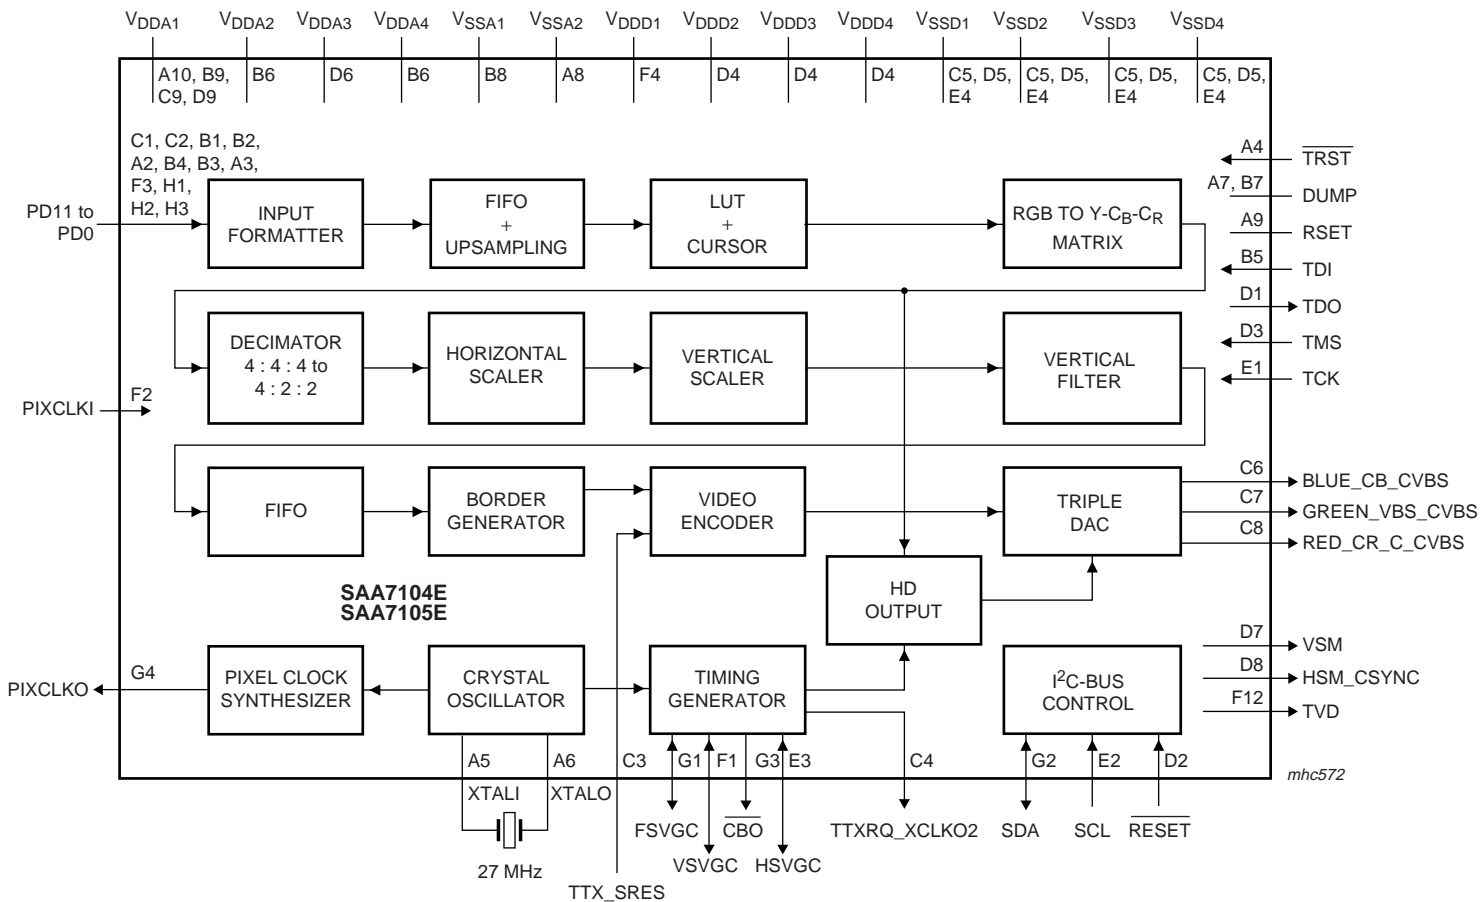 VDDA1 VDDA2 VDDA3 VDDA4 VSSA1 VSSA2 VDDD1 VDDD2 VDDD3 VDDD4 VSSD1 VSSD2 VSSD3 VSSD4
A10, B9, B6 D6 B6 B8 A8 F4 D4 D4 D4 C5, D5, C5, D5, C5, D5, C5, D5,
C9, D9 E4 E4 E4 E4
C1, C2, B1, B2,
A2, B4, B3, A3,
F3, H1,
H2, H3
PD11 to
PD0
INPUT
FORMATTER
FIFO
+
UPSAMPLING
LUT
+
CURSOR
RGB TO Y-CB-CR
MATRIX
A4 TRST
A7, B7 DUMP
A9 RSET
B5 TDI
D1 TDO
D3 TMS
E1 TCK
DECIMATOR
4 : 4 : 4 to
4 : 2 : 2
HORIZONTAL
SCALER
VERTICAL
SCALER
VERTICAL
FILTER
PIXCLKI F2
FIFO
BORDER
GENERATOR
VIDEO
ENCODER
TRIPLE
DAC
C6 BLUE_CB_CVBS
C7 GREEN_VBS_CVBS
C8 RED_CR_C_CVBS
HD
OUTPUT
SAA7104E
SAA7105E
PIXCLKO G4
PIXEL CLOCK
SYNTHESIZER
CRYSTAL
OSCILLATOR
TIMING
GENERATOR
I2C-BUS
CONTROL
D7 VSM
D8 HSM_CSYNC
F12 TVD
A5 A6 C3 G1 F1 G3 E3 C4 G2 E2 D2
mhc572
XTALI XTALO
27 MHz
TTX_SRES
FSVGC CBO
VSVGC HSVGC
TTXRQ_XCLKO2 SDA SCL RESET